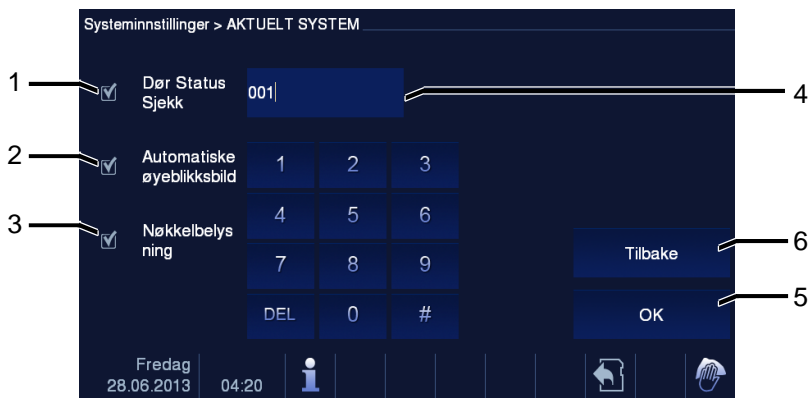 Systeminnstillinger > AKTUELT SYSTEM
1
Dør Status
Sjekk
001
4
2
Automatiske
øyeblikksbild
1 2 3
3
Nøkkelbelys
ning
4 5 6
7 8 9
Tilbake
6
DEL 0 #
OK
5
Fredag
28.06.2013 04:20